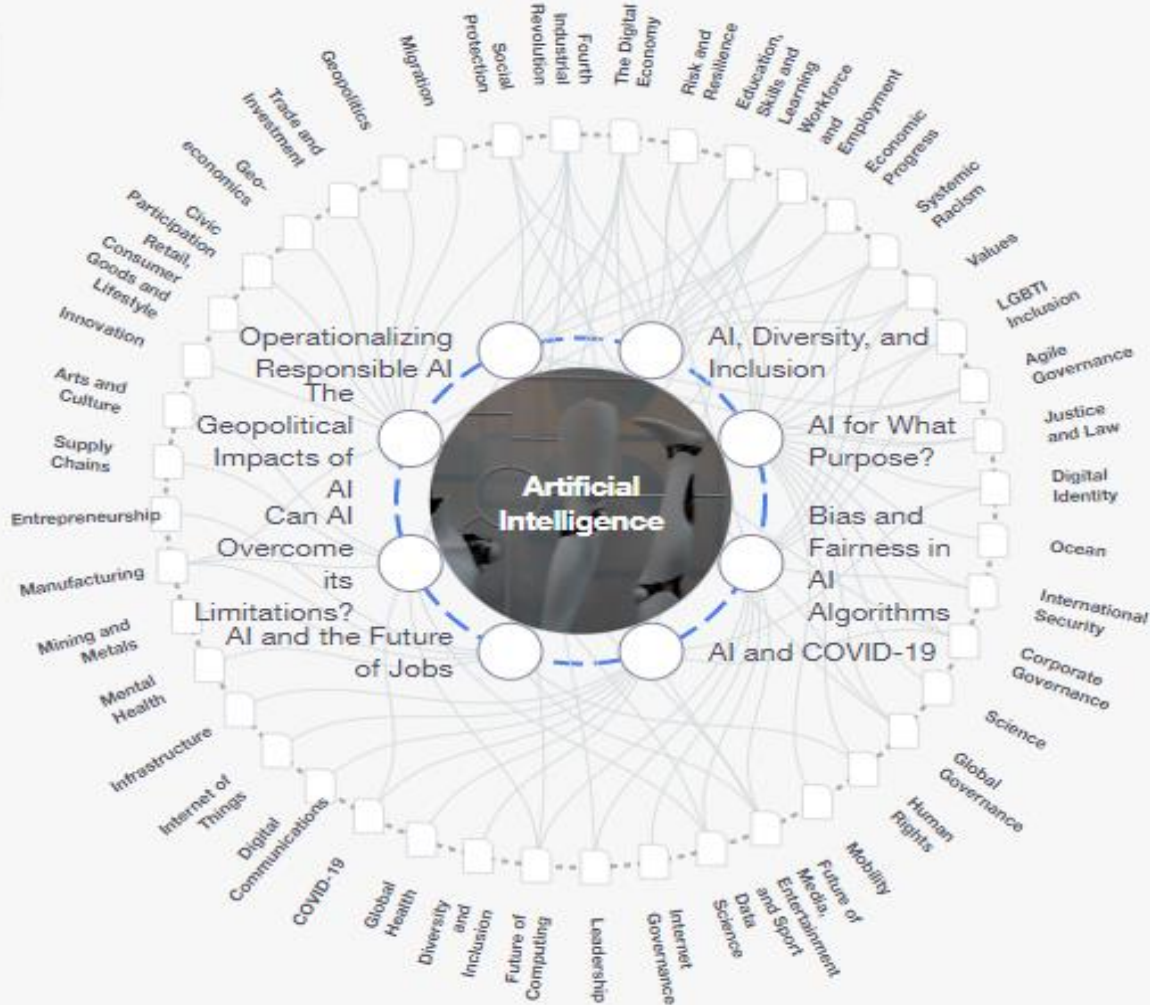 Artificial
Intelligence
AI, Diversity, and
Inclusion
AI for What
Purpose?
Bias and
Fairness in
AI
Algorithms
AI and COVID-19
AI and the Future
of Jobs
Can AI
Overcome
its
Limitations?
The
Geopolitical
Impacts of
AI
Operationalizing
Responsible AI
Fourth
Industrial
Revolution
The Digital
Economy
Risk and
Resilience
Education,
Skills and
Learning
Workforce
and
Employment
Economic
Progress
Systemic
Racism
Values
LGBTI
Inclusion
Agile
Governance
Justice
and Law
Digital
Identity
Ocean
International
Security
Corporate
Governance
Science
Global
Governance
Human
Rights
Mobility
Future of
Media,
Entertainment
and Sport
Data
Science
Internet
Governance
Leadership
Future of
Computing
Diversity
and
Inclusion
Global
Health
COVID-19
Digital
Communications
Internet of
Things
Infrastructure
Mental
Health
Mining and
Metals
Manufacturing
Entrepreneurship
Supply
Chains
Arts and
Culture
Innovation
Retail,
Consumer
Goods and
Lifestyle
Civic
Participation
Geo-
economics
Trade and
Investment
Geopolitics
Migration
Social
Protection